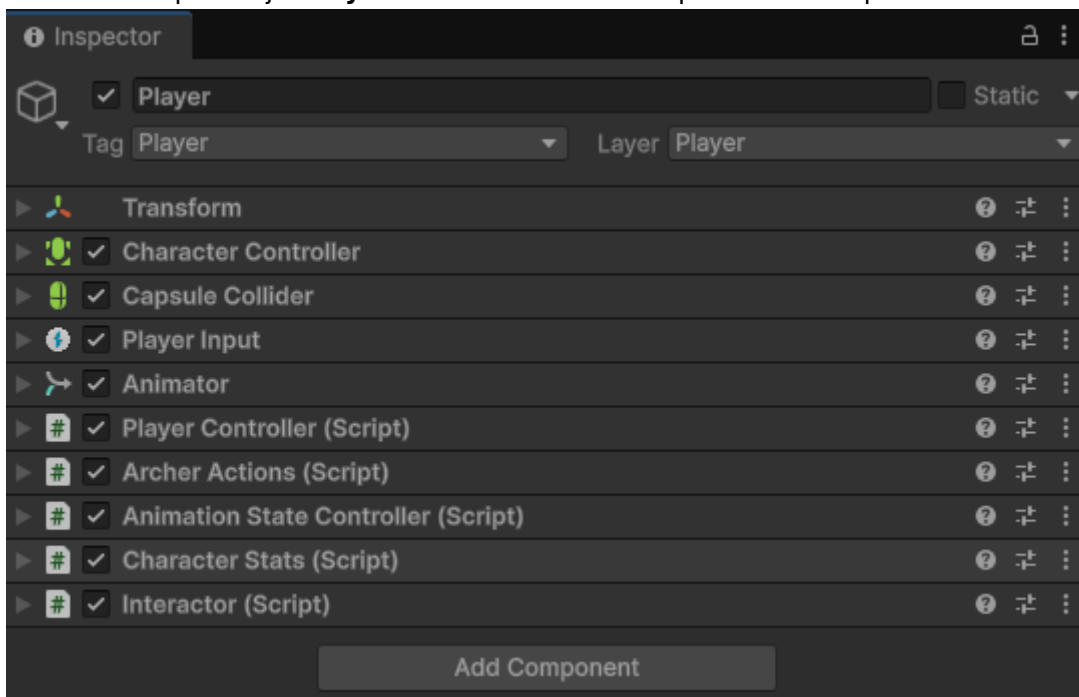 Inspector
Player
Static
Tag Player Layer Player
Transform
Character Controller
Capsule Collider
Player Input
Animator
Player Controller (Script)
Archer Actions (Script)
Animation State Controller (Script)
Character Stats (Script)
Interactor (Script)
Add Component